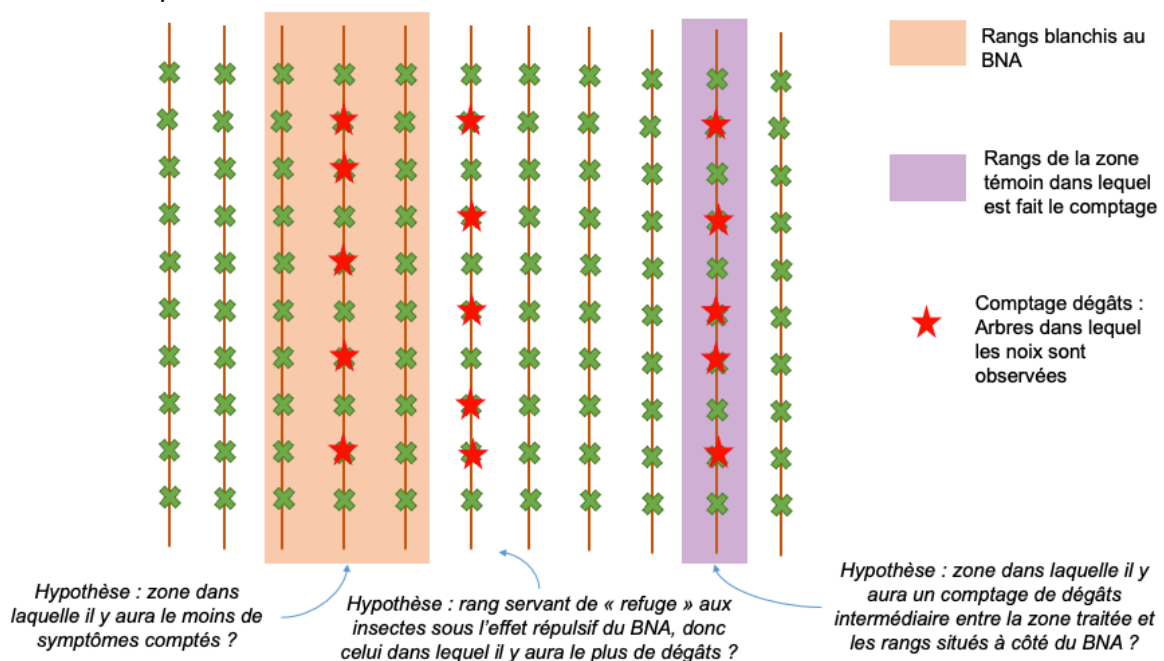 Rangs blanchis au
BNA
Rangs de la zone
témoin dans lequel
est fait le comptage
Comptage dégâts :
Arbres dans lequel
les noix sont
observées
Hypothèse : zone dans
laquelle il y aura le moins de
symptômes comptés ?
Hypothèse : rang servant de « refuge » aux
insectes sous l'effet répulsif du BNA, donc
celui dans lequel il y aura le plus de dégâts ?
Hypothèse : zone dans laquelle il y
aura un comptage de dégâts
intermédiaire entre la zone traitée et
les rangs situés à côté du BNA ?